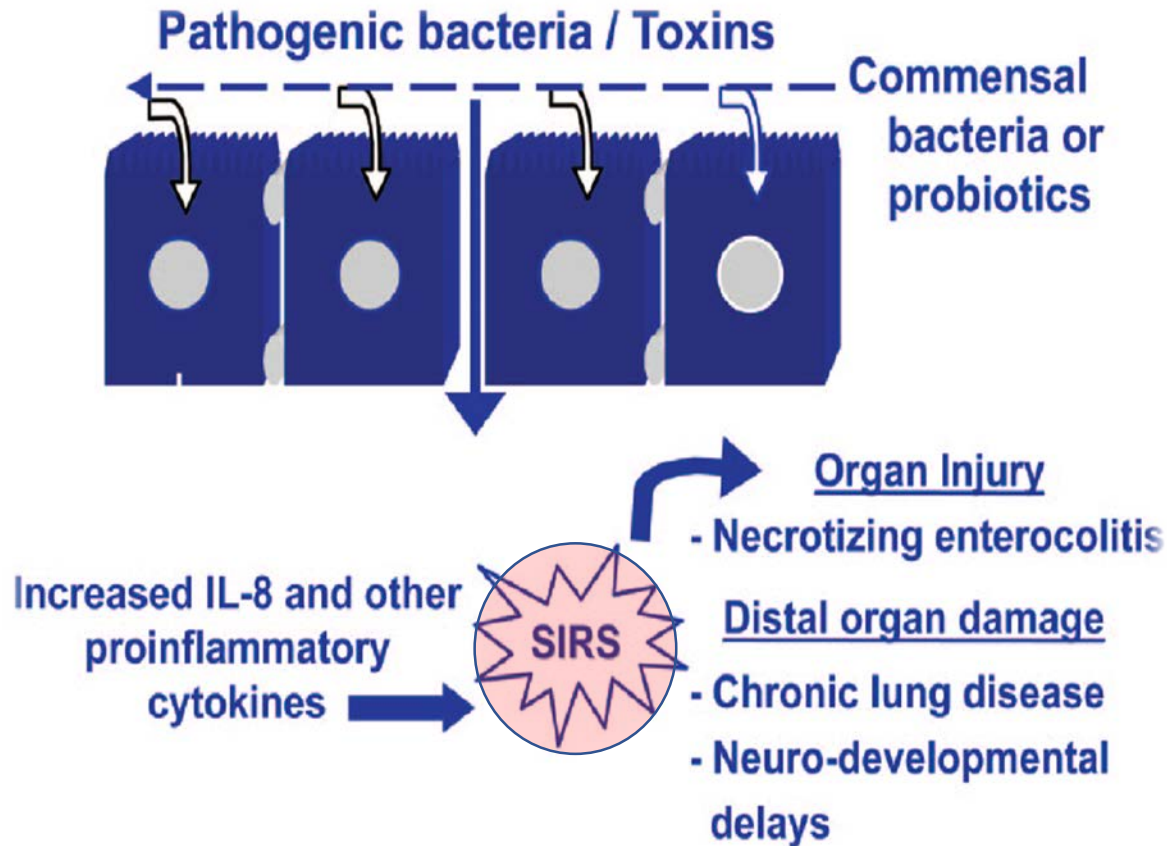 Pathogenic bacteria / Toxins
Commensal
bacteria or
probiotics
Increased IL-8 and other
proinflammatory
cytokines
SIRS
Organ Injury
- Necrotizing enterocolitis
Distal organ damage
- Chronic lung disease
- Neuro-developmental
delays